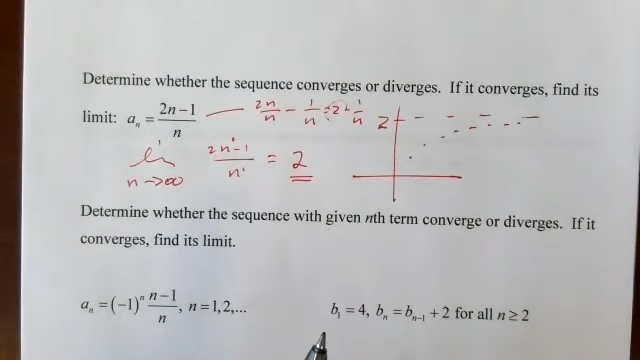 Determine whether the sequence converges or diverges. If it converges, find its
limit: aₙ = (2n−1)/n — 2n/n − 1/n = 2 − 1/n
lim n→∞ (2n¹−1)/n¹ = 2
2
Determine whether the sequence with given nth term converge or diverges. If it
converges, find its limit.
aₙ = (−1)ⁿ (n−1)/n, n = 1,2,...
b₁ = 4, bₙ = bₙ₋₁ + 2 for all n ≥ 2